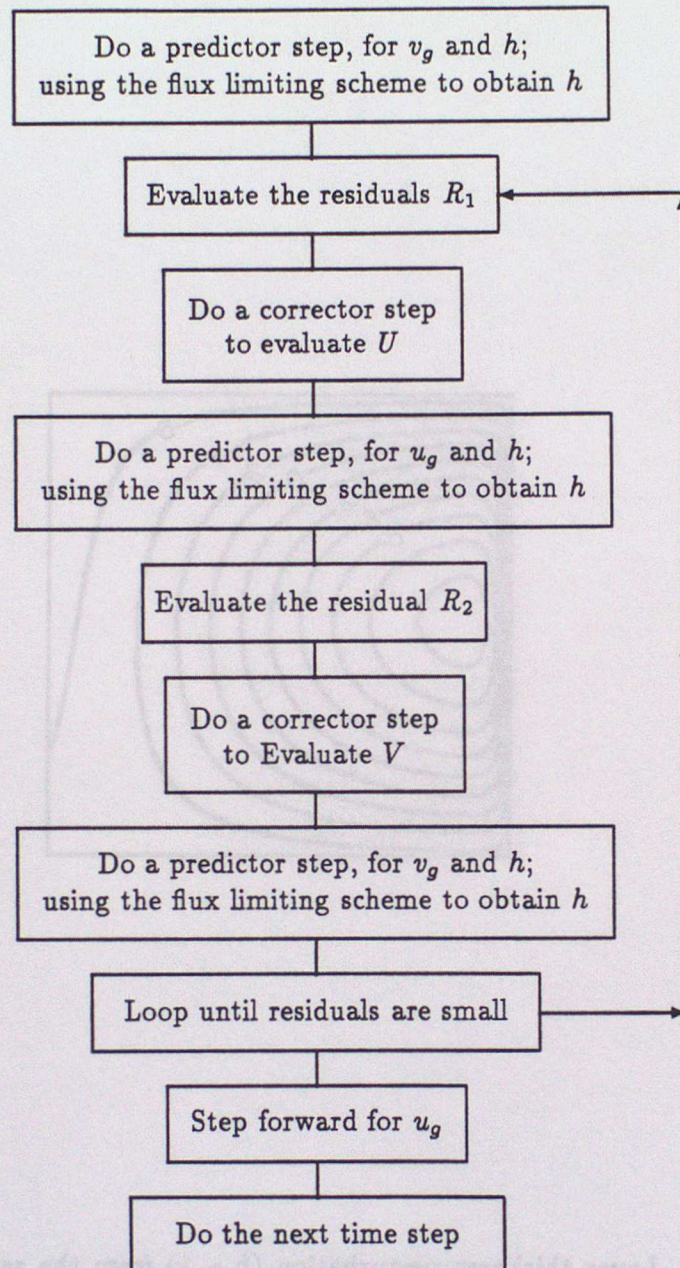 Do a predictor step, for v_g and h;
using the flux limiting scheme to obtain h
Evaluate the residuals R₁
Do a corrector step
to evaluate U
Do a predictor step, for u_g and h;
using the flux limiting scheme to obtain h
Evaluate the residual R₂
Do a corrector step
to Evaluate V
Do a predictor step, for v_g and h;
using the flux limiting scheme to obtain h
Loop until residuals are small
Step forward for u_g
Do the next time step